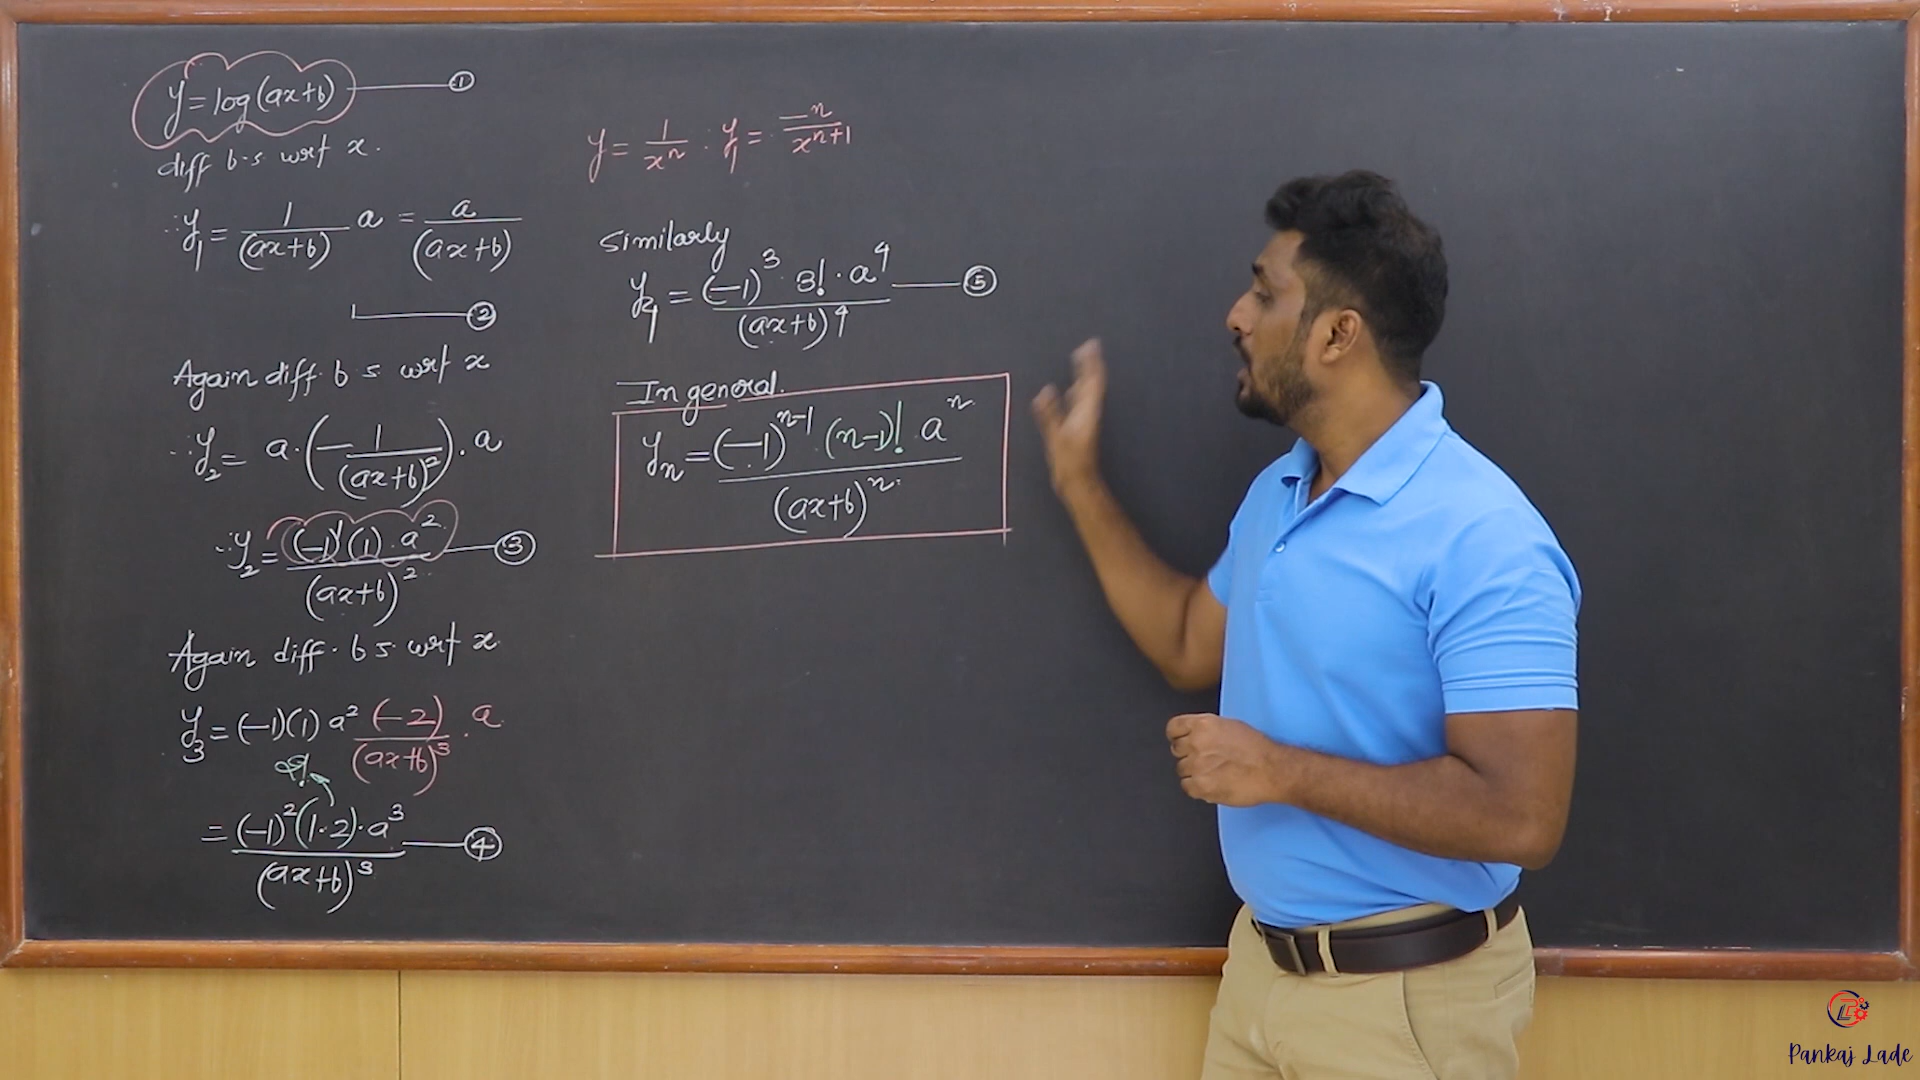 y = log(ax+b) ——— ①
diff b.s wrt x.
∴ y₁ = 1/(ax+b) a = a/(ax+b)
——— ②
Again diff. b s wrt x
∴ y₂ = a·(-1/(ax+b)²)·a
∴ y₂ = (-1)¹(1)·a²/(ax+b)² ——— ③
Again diff. b s wrt x.
y₃ = (-1)(1) a² (-2)/(ax+b)³ · a
= (-1)²(1·2)·a³/(ax+b)³ ——— ④
y = 1/xⁿ · y₁ = -n/xⁿ⁺¹
Similarly
y₄ = (-1)³ · 3! · a⁴/(ax+b)⁴ ——— ⑤
In general.
yₙ = (-1)ⁿ⁻¹ (n-1)! aⁿ/(ax+b)ⁿ
Pankaj Lade